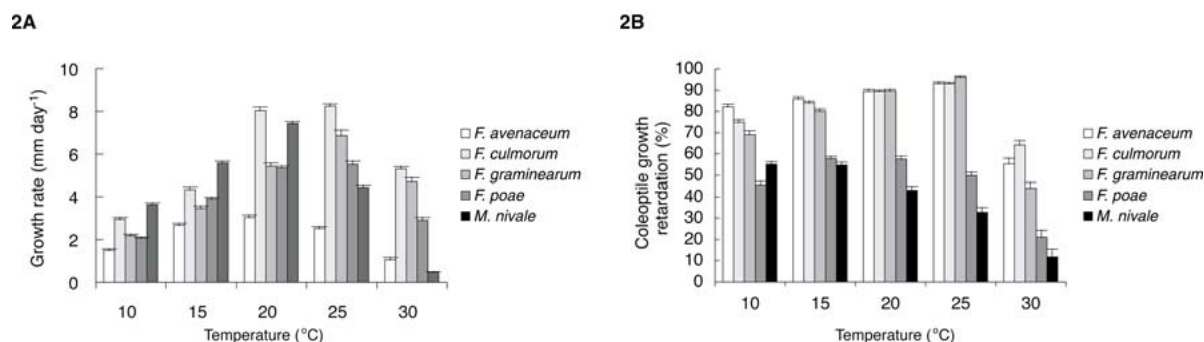 2A
10
8
6
4
2
0
Growth rate (mm day⁻¹)
10 15 20 25 30
Temperature (°C)
F. avenaceum
F. culmorum
F. graminearum
F. poae
M. nivale
2B
100
90
80
70
60
50
40
30
20
10
0
Coleoptile growth
retardation (%)
10 15 20 25 30
Temperature (°C)
F. avenaceum
F. culmorum
F. graminearum
F. poae
M. nivale